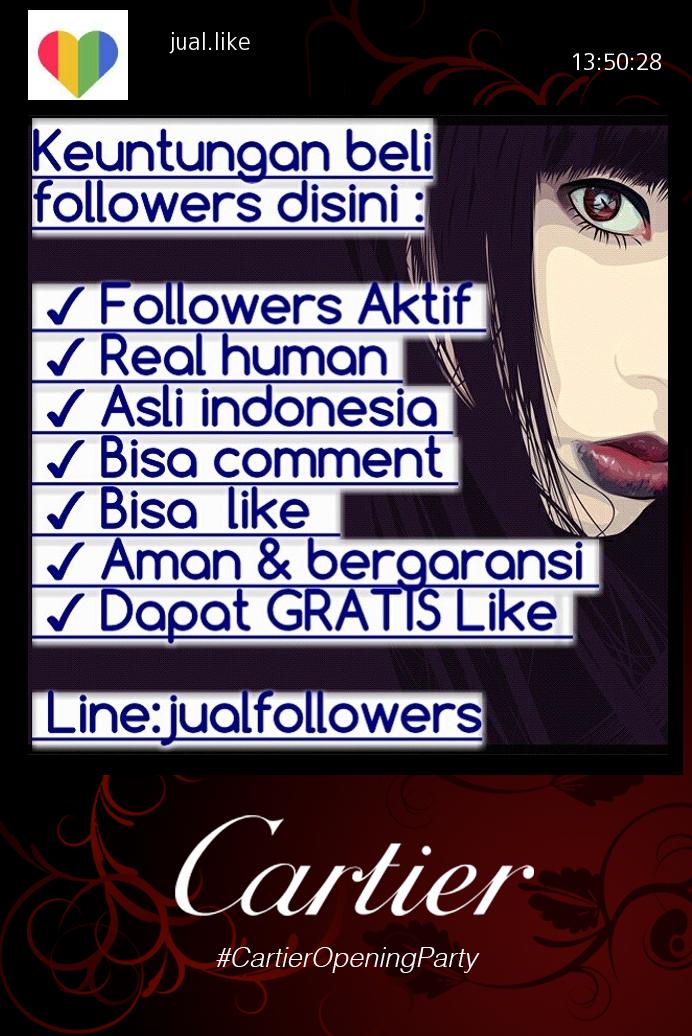 jual.like
13:50:28
Keuntungan beli
followers disini :
✓ Followers Aktif
✓ Real human
✓ Asli indonesia
✓ Bisa comment
✓ Bisa like
✓ Aman & bergaransi
✓ Dapat GRATIS Like
Line:jualfollowers
Cartier
#CartierOpeningParty